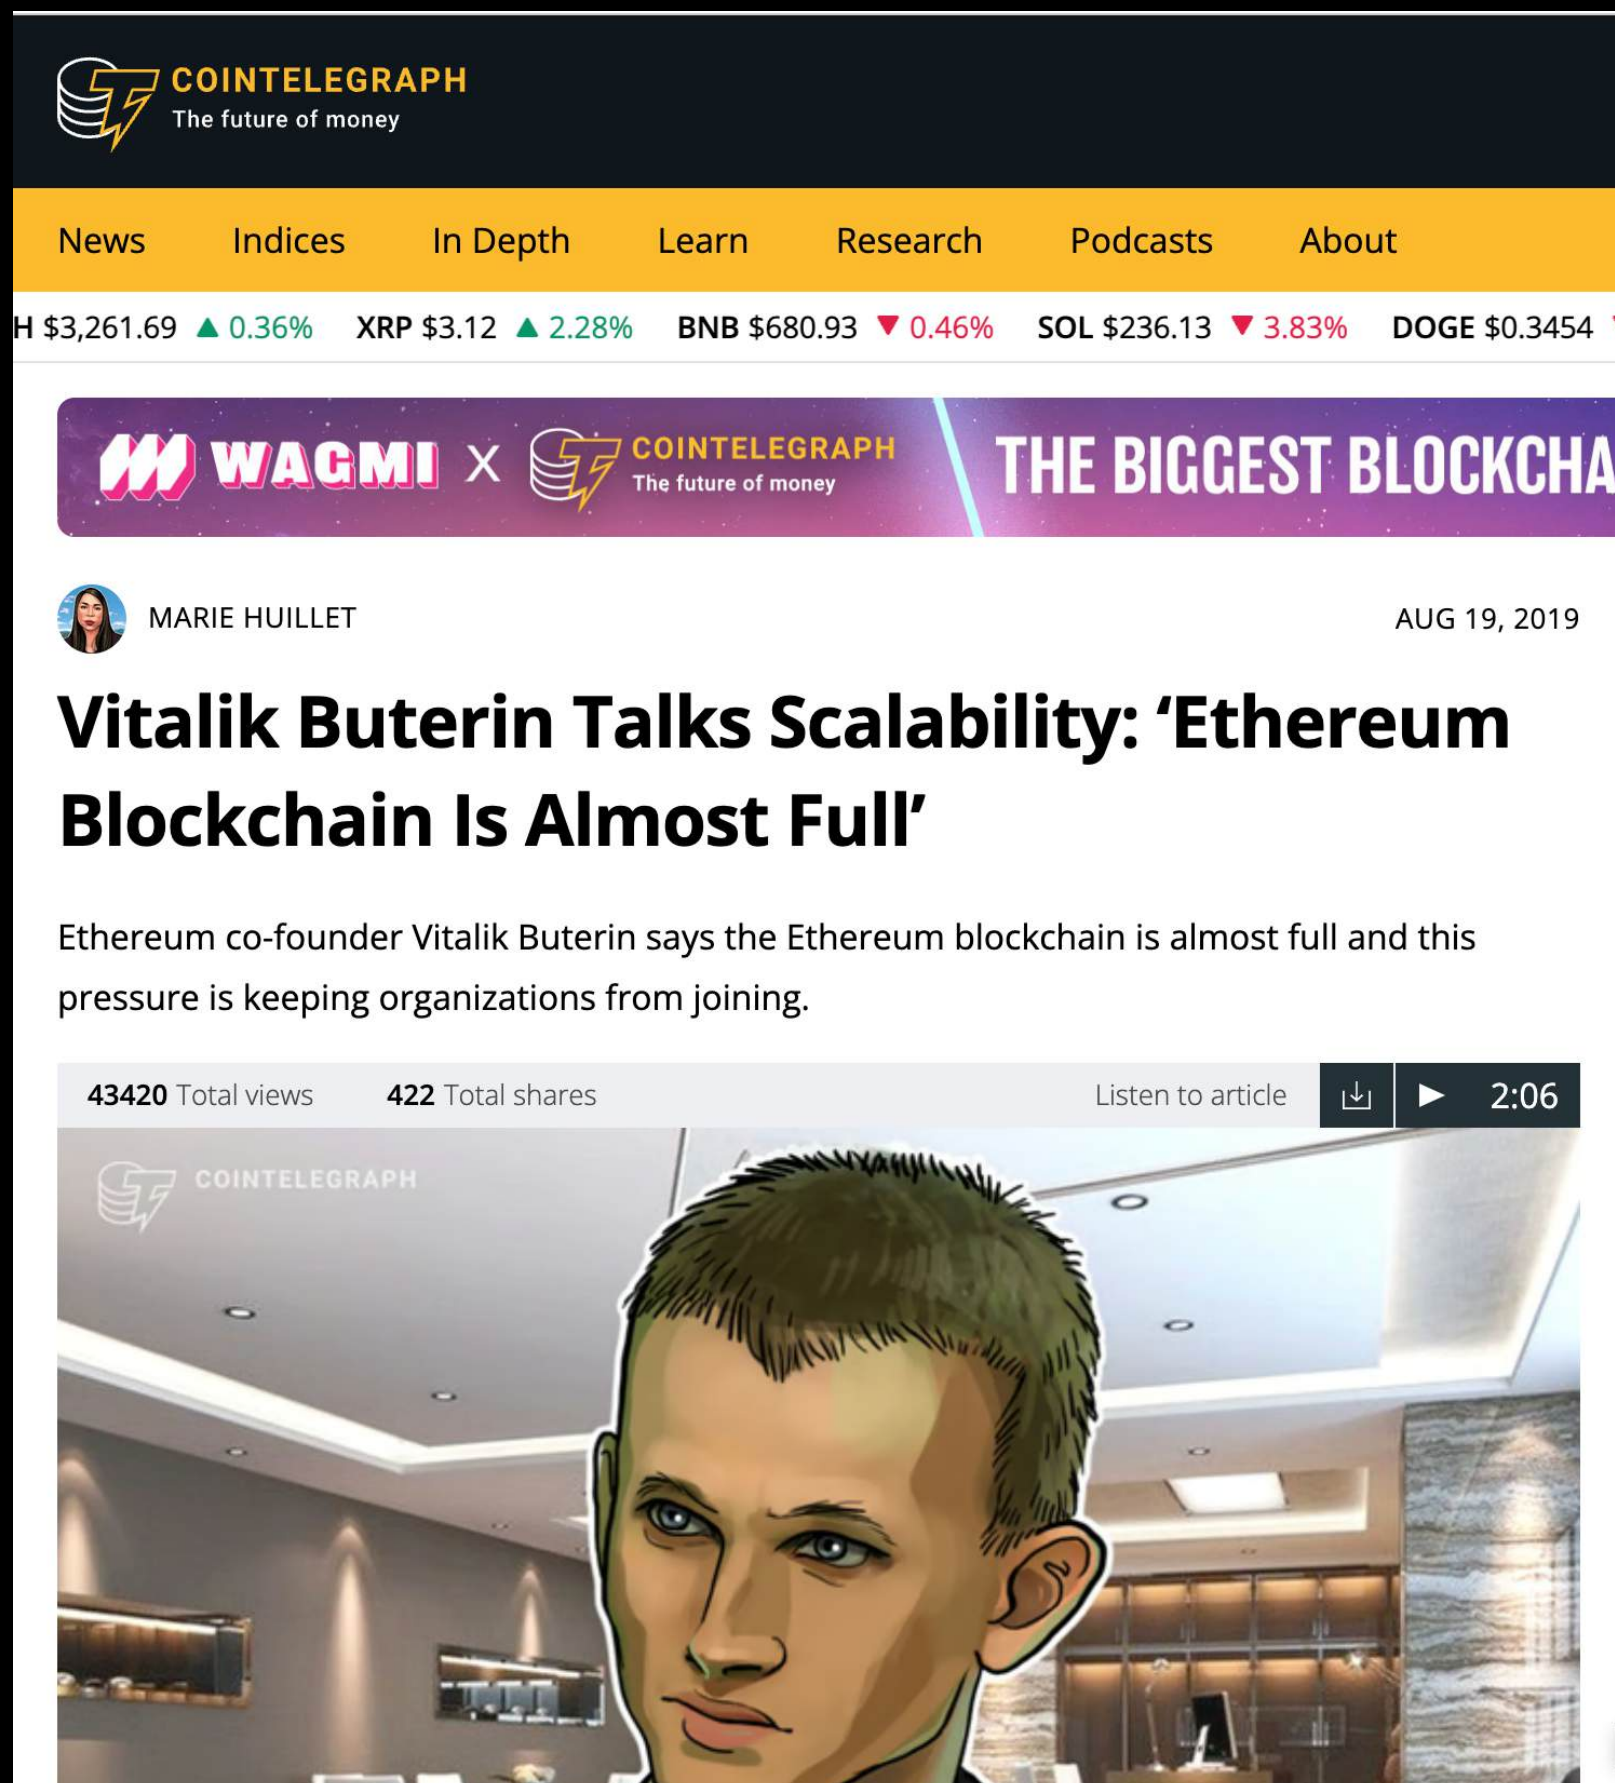 COINTELEGRAPH
The future of money
News Indices In Depth Learn Research Podcasts About
H $3,261.69 ▲ 0.36% XRP $3.12 ▲ 2.28% BNB $680.93 ▼ 0.46% SOL $236.13 ▼ 3.83% DOGE $0.3454
WAGMI X COINTELEGRAPH The future of money THE BIGGEST BLOCKCHA
MARIE HUILLET AUG 19, 2019
Vitalik Buterin Talks Scalability: ‘Ethereum
Blockchain Is Almost Full’
Ethereum co-founder Vitalik Buterin says the Ethereum blockchain is almost full and this
pressure is keeping organizations from joining.
43420 Total views 422 Total shares Listen to article 2:06
COINTELEGRAPH